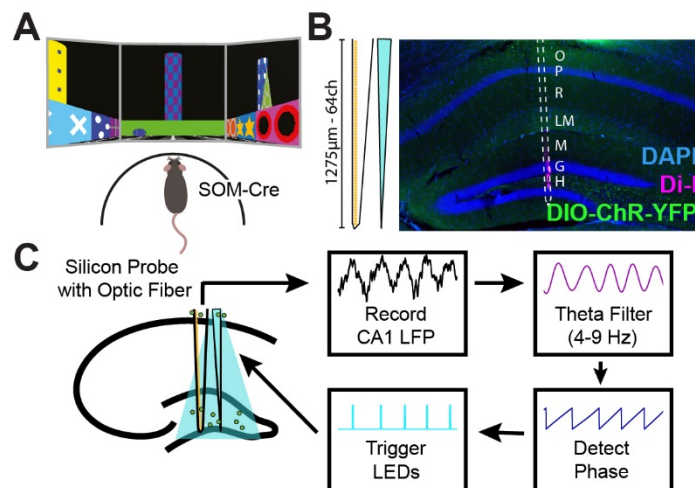 A
SOM-Cre
B
1275µm - 64ch
O
P
R
LM
M
G
H
DAPI
Di-I
DIO-ChR-YFP
C
Silicon Probe
with Optic Fiber
Record
CA1 LFP
Theta Filter
(4-9 Hz)
Detect
Phase
Trigger
LEDs